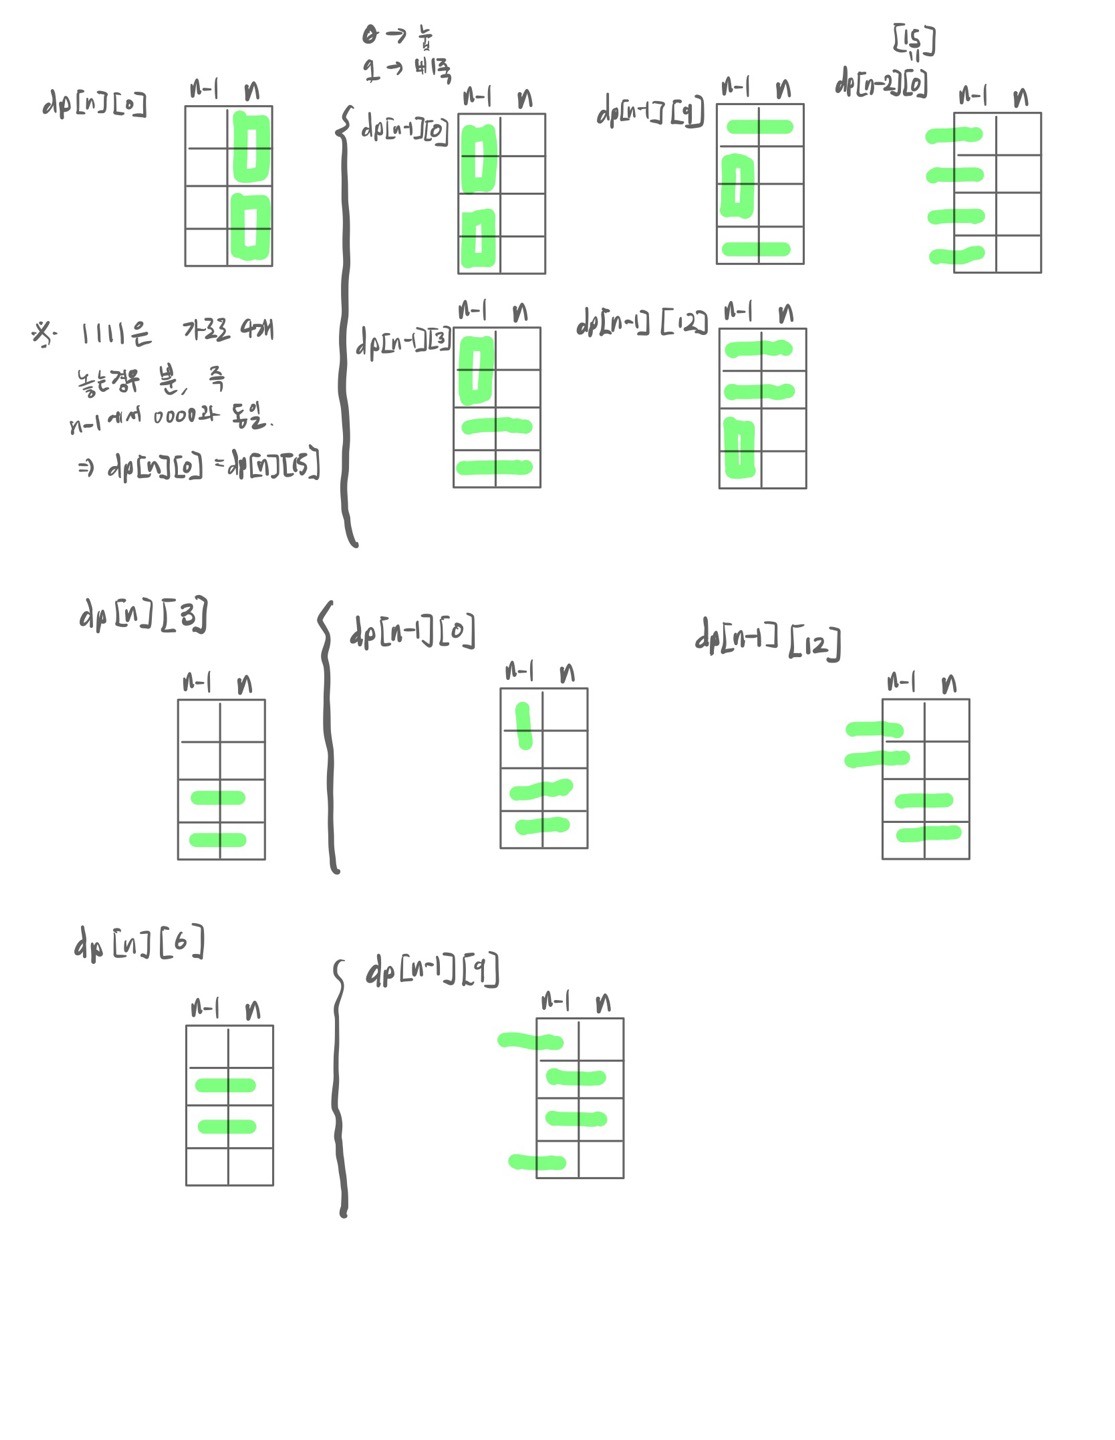 0 → 눕
1 → 삐죽
[15]
=
dp[n][0]
n-1 n
dp[n-1][0]
n-1 n
dp[n-1][9]
n-1 n
dp[n-2][0]
n-1 n
dp[n-1][3]
n-1 n
dp[n-1][12]
n-1 n
※ 1111은 가로로 4개
놓는경우 뿐, 즉
n-1에서 0000과 동일.
⇒ dp[n][0] = dp[n][15]
dp[n][3]
n-1 n
dp[n-1][0]
n-1 n
dp[n-1][12]
n-1 n
dp[n][6]
n-1 n
dp[n-1][9]
n-1 n